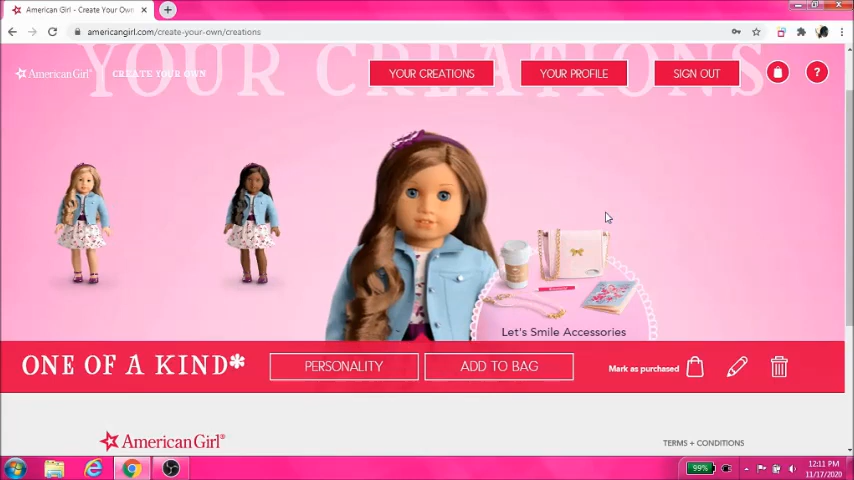 American Girl - Create Your Own
americangirl.com/create-your-own/creations
YOUR CREATIONS
American Girl®
CREATE YOUR OWN
YOUR CREATIONS
YOUR PROFILE
SIGN OUT
?
Let's Smile Accessories
ONE OF A KIND*
PERSONALITY
ADD TO BAG
Mark as purchased
American Girl®
TERMS + CONDITIONS
99%
12:11 PM
11/17/2020